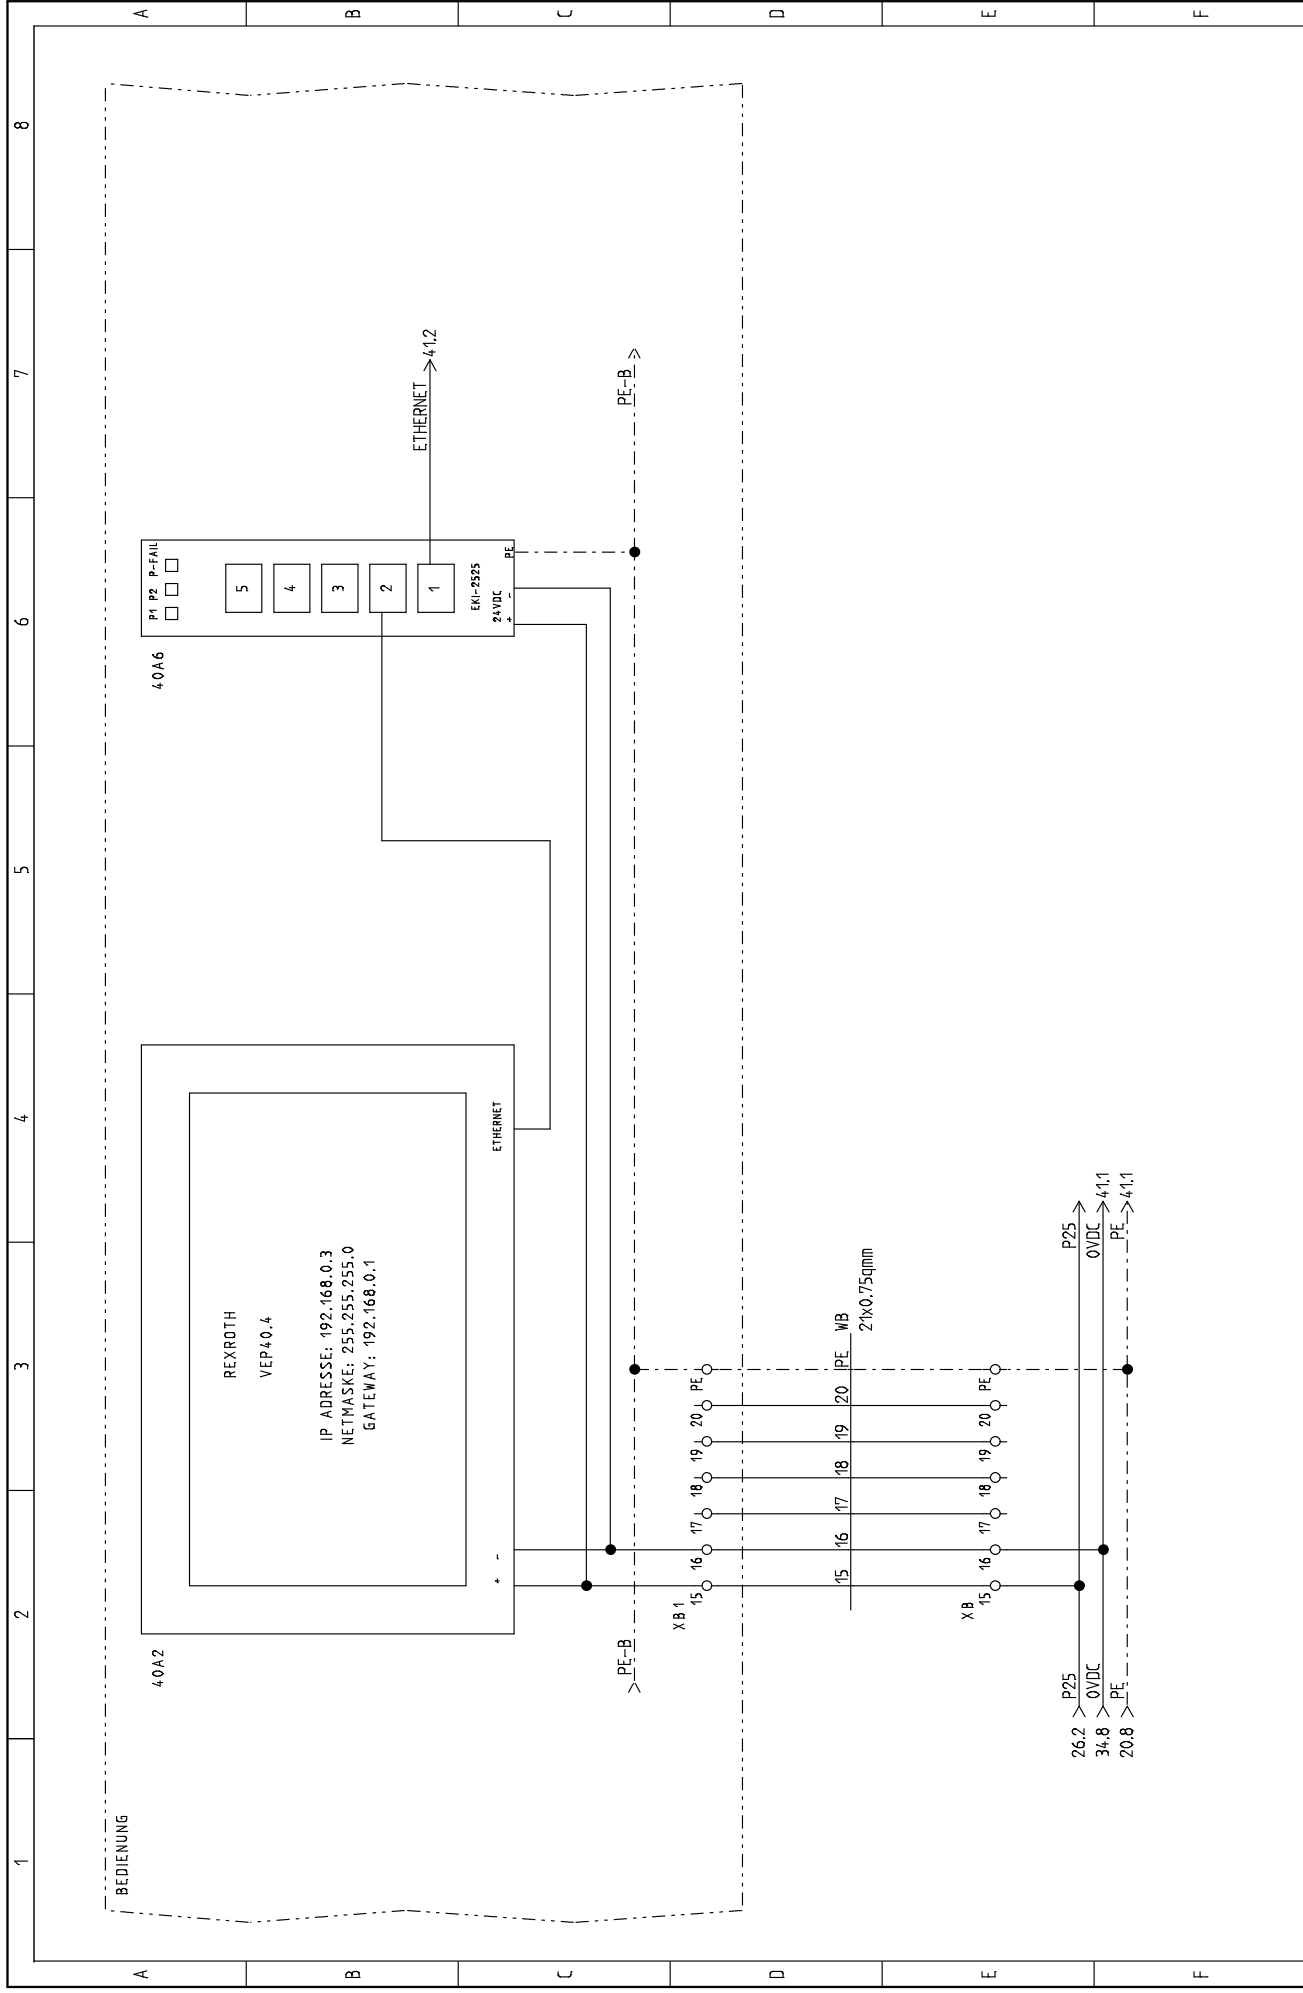 1 2 3 4 5 6 7 8
A A
BEDIENUNG
40A2
REXROTH
VEP40.4
IP ADRESSE: 192.168.0.3
NETMASKE: 255.255.255.0
GATEWAY: 192.168.0.1
+ -
ETHERNET
40A6
P1 P2 P-FAIL
5
4
3
2
1
EKI-2525
24VDC
+ - PE
ETHERNET
41.2
B B
C C
PE-B
PE-B
XB1
15 16 17 18 19 20 PE
D D
15 16 17 18 19 20 PE WB
21x0.75qmm
XB
15 16 17 18 19 20 PE
E E
26.2 P25 P25
34.8 0VDC 0VDC 41.1
20.8 PE PE 41.1
F F